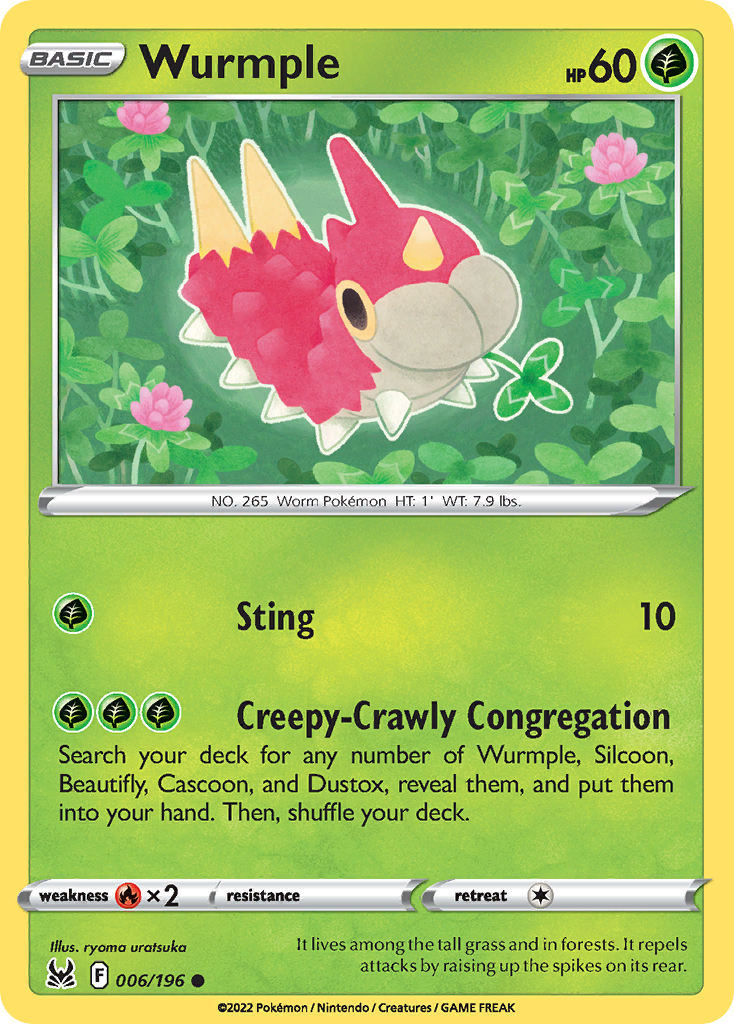 BASIC Wurmple HP60
NO. 265 Worm Pokémon HT: 1' WT: 7.9 lbs.
Sting 10
Creepy-Crawly Congregation
Search your deck for any number of Wurmple, Silcoon,
Beautifly, Cascoon, and Dustox, reveal them, and put them
into your hand. Then, shuffle your deck.
weakness ×2 resistance retreat
Illus. ryoma uratsuka
It lives among the tall grass and in forests. It repels
attacks by raising up the spikes on its rear.
F 006/196
©2022 Pokémon / Nintendo / Creatures / GAME FREAK